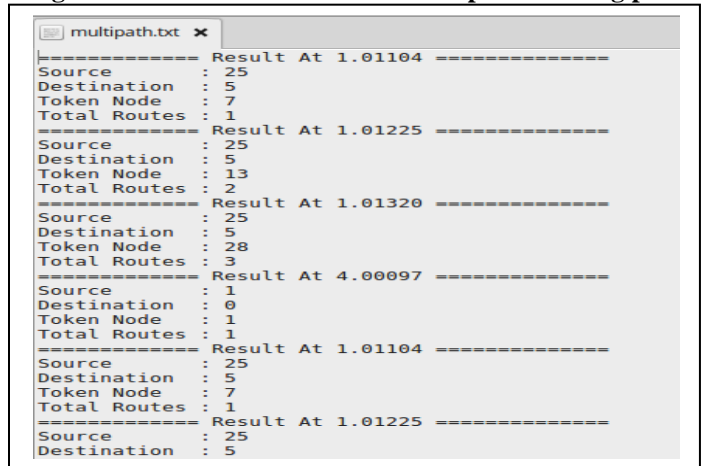 multipath.txt ×
============= Result At 1.01104 ==============
Source : 25
Destination : 5
Token Node : 7
Total Routes : 1
============= Result At 1.01225 ==============
Source : 25
Destination : 5
Token Node : 13
Total Routes : 2
============= Result At 1.01320 ==============
Source : 25
Destination : 5
Token Node : 28
Total Routes : 3
============= Result At 4.00097 ==============
Source : 1
Destination : 0
Token Node : 1
Total Routes : 1
============= Result At 1.01104 ==============
Source : 25
Destination : 5
Token Node : 7
Total Routes : 1
============= Result At 1.01225 ==============
Source : 25
Destination : 5